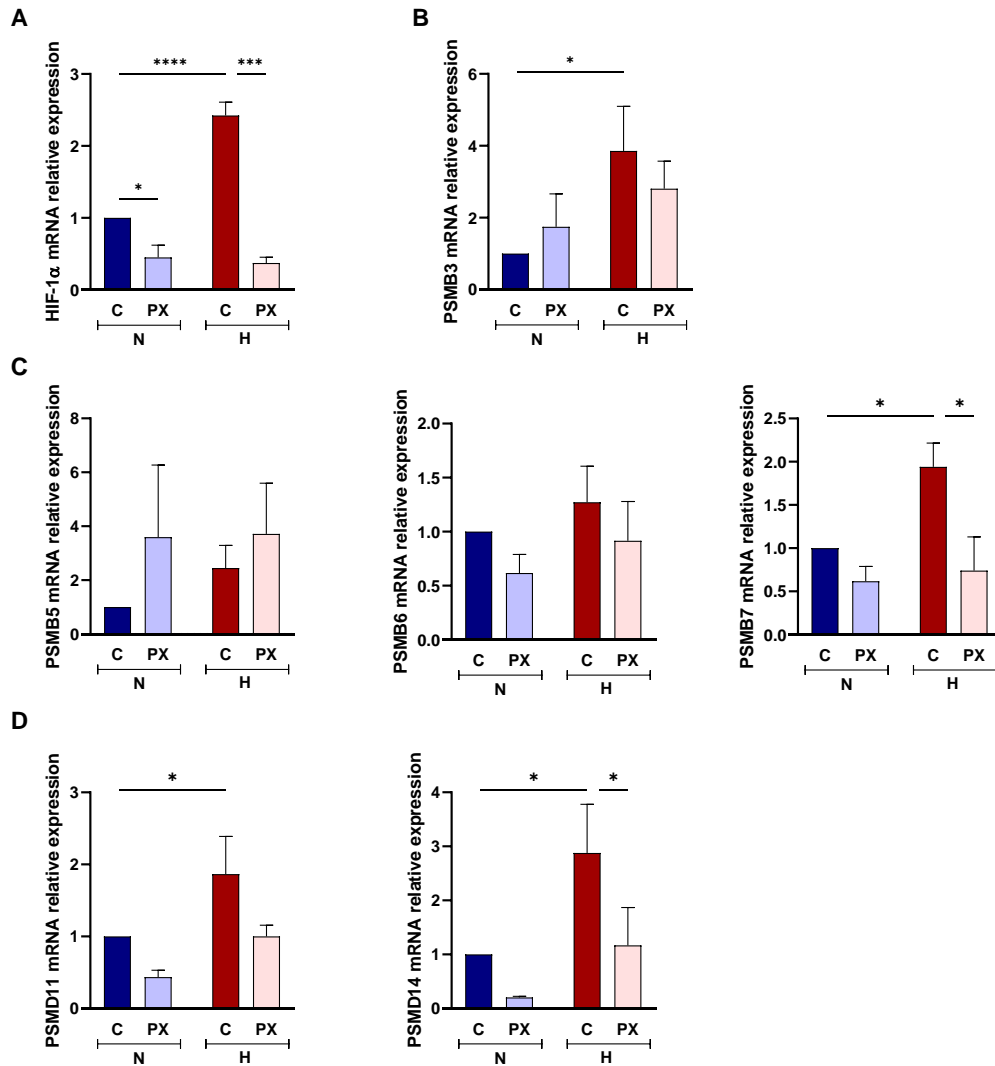 A
HIF-1α mRNA relative expression
3
2
1
0
****
***
*
C PX C PX
N H
B
PSMB3 mRNA relative expression
6
4
2
0
*
C PX C PX
N H
C
PSMB5 mRNA relative expression
8
6
4
2
0
C PX C PX
N H
PSMB6 mRNA relative expression
2.0
1.5
1.0
0.5
0.0
C PX C PX
N H
PSMB7 mRNA relative expression
2.5
2.0
1.5
1.0
0.5
0.0
* *
C PX C PX
N H
D
PSMD11 mRNA relative expression
3
2
1
0
*
C PX C PX
N H
PSMD14 mRNA relative expression
4
3
2
1
0
* *
C PX C PX
N H